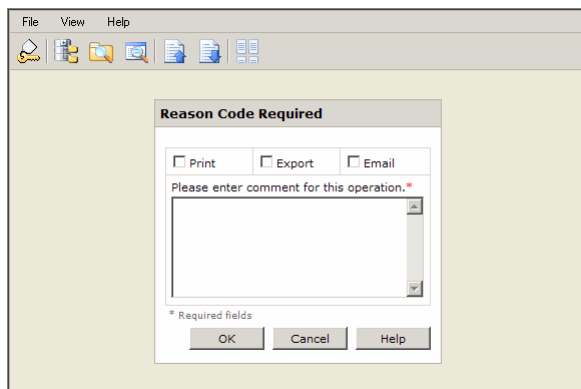 File View Help
Reason Code Required
Print Export Email
Please enter comment for this operation.*
* Required fields
OK Cancel Help